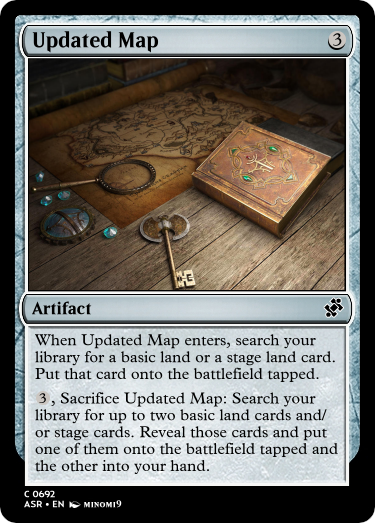 Updated Map 3
Artifact
When Updated Map enters, search your
library for a basic land or a stage land card.
Put that card onto the battlefield tapped.
3, Sacrifice Updated Map: Search your
library for up to two basic land cards and/
or stage cards. Reveal those cards and put
one of them onto the battlefield tapped and
the other into your hand.
C 0692
ASR • EN MINOMI9